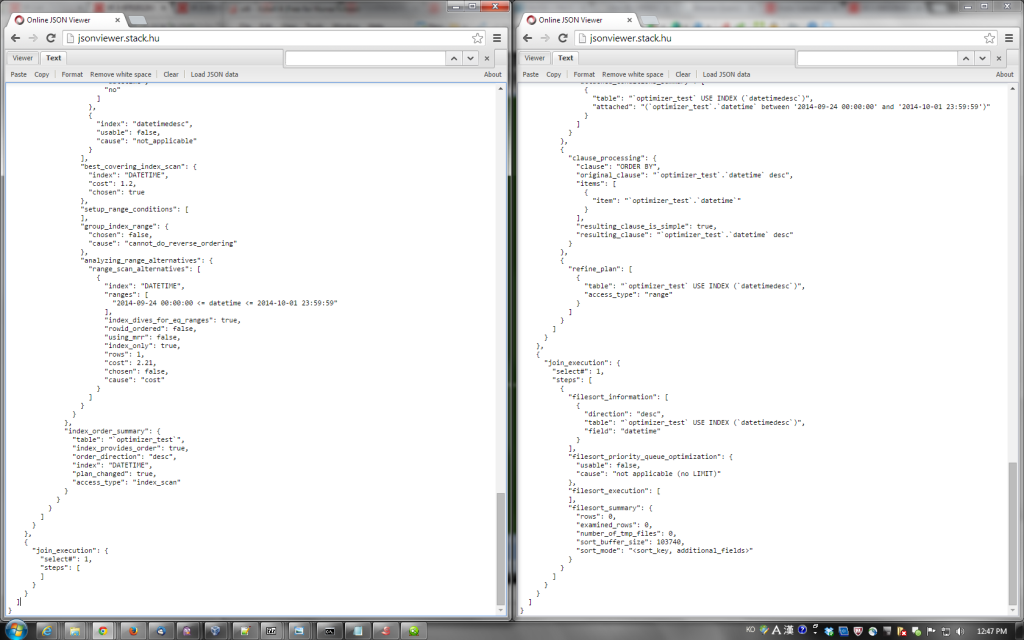 Online JSON Viewer
jsonviewer.stack.hu
Viewer Text
Paste Copy Format Remove white space Clear Load JSON data About
"no"
]
},
{
"index": "datetimedesc",
"usable": false,
"cause": "not_applicable"
}
],
"best_covering_index_scan": {
"index": "DATETIME",
"cost": 1.2,
"chosen": true
},
"setup_range_conditions": [
],
"group_index_range": {
"chosen": false,
"cause": "cannot_do_reverse_ordering"
},
"analyzing_range_alternatives": {
"range_scan_alternatives": [
{
"index": "DATETIME",
"ranges": [
"2014-09-24 00:00:00 <= datetime <= 2014-10-01 23:59:59"
],
"index_dives_for_eq_ranges": true,
"rowid_ordered": false,
"using_mrr": false,
"index_only": true,
"rows": 1,
"cost": 2.21,
"chosen": false,
"cause": "cost"
}
]
}
}
},
"index_order_summary": {
"table": "`optimizer_test`",
"index_provides_order": true,
"order_direction": "desc",
"index": "DATETIME",
"plan_changed": true,
"access_type": "index_scan"
}
}
}
]
}
},
{
"join_execution": {
"select#": 1,
"steps": [
]
}
}
]
}
Online JSON Viewer
jsonviewer.stack.hu
Viewer Text
Paste Copy Format Remove white space Clear Load JSON data About
{
"table": "`optimizer_test` USE INDEX (`datetimedesc`)",
"attached": "(`optimizer_test`.`datetime` between '2014-09-24 00:00:00' and '2014-10-01 23:59:59')"
}
]
}
},
{
"clause_processing": {
"clause": "ORDER BY",
"original_clause": "`optimizer_test`.`datetime` desc",
"items": [
{
"item": "`optimizer_test`.`datetime`"
}
],
"resulting_clause_is_simple": true,
"resulting_clause": "`optimizer_test`.`datetime` desc"
}
},
{
"refine_plan": [
{
"table": "`optimizer_test` USE INDEX (`datetimedesc`)",
"access_type": "range"
}
]
}
]
}
},
{
"join_execution": {
"select#": 1,
"steps": [
{
"filesort_information": [
{
"direction": "desc",
"table": "`optimizer_test` USE INDEX (`datetimedesc`)",
"field": "datetime"
}
],
"filesort_priority_queue_optimization": {
"usable": false,
"cause": "not applicable (no LIMIT)"
},
"filesort_execution": [
],
"filesort_summary": {
"rows": 0,
"examined_rows": 0,
"number_of_tmp_files": 0,
"sort_buffer_size": 103740,
"sort_mode": "<sort_key, additional_fields>"
}
}
]
}
}
]
}
KO A 漢 12:47 PM